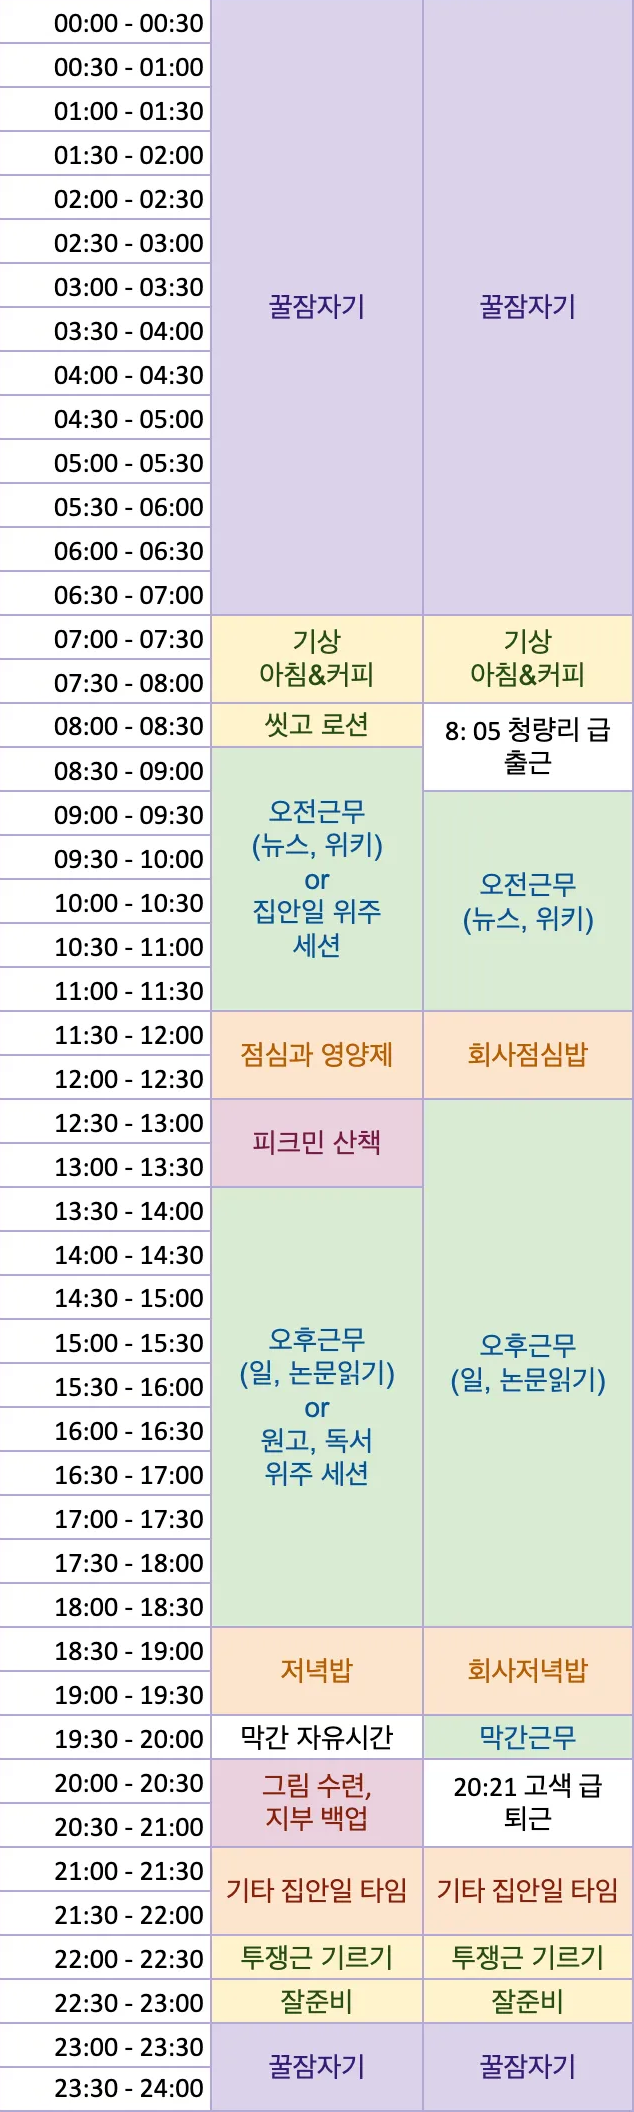 00:00 - 00:30
00:30 - 01:00
01:00 - 01:30
01:30 - 02:00
02:00 - 02:30
02:30 - 03:00
03:00 - 03:30 꿀잠자기 꿀잠자기
03:30 - 04:00
04:00 - 04:30
04:30 - 05:00
05:00 - 05:30
05:30 - 06:00
06:00 - 06:30
06:30 - 07:00
07:00 - 07:30 기상 기상
07:30 - 08:00 아침&커피 아침&커피
08:00 - 08:30 씻고 로션 8: 05 청량리 급
08:30 - 09:00 출근
09:00 - 09:30 오전근무
09:30 - 10:00 (뉴스, 위키)
or
10:00 - 10:30 집안일 위주 오전근무
10:30 - 11:00 세션 (뉴스, 위키)
11:00 - 11:30
11:30 - 12:00 점심과 영양제 회사점심밥
12:00 - 12:30
12:30 - 13:00 피크민 산책
13:00 - 13:30
13:30 - 14:00
14:00 - 14:30
14:30 - 15:00
15:00 - 15:30 오후근무 오후근무
15:30 - 16:00 (일, 논문읽기) (일, 논문읽기)
or
16:00 - 16:30 원고, 독서
16:30 - 17:00 위주 세션
17:00 - 17:30
17:30 - 18:00
18:00 - 18:30
18:30 - 19:00 저녁밥 회사저녁밥
19:00 - 19:30
19:30 - 20:00 막간 자유시간 막간근무
20:00 - 20:30 그림 수련, 20:21 고색 급
20:30 - 21:00 지부 백업 퇴근
21:00 - 21:30 기타 집안일 타임 기타 집안일 타임
21:30 - 22:00
22:00 - 22:30 투쟁근 기르기 투쟁근 기르기
22:30 - 23:00 잘준비 잘준비
23:00 - 23:30 꿀잠자기 꿀잠자기
23:30 - 24:00